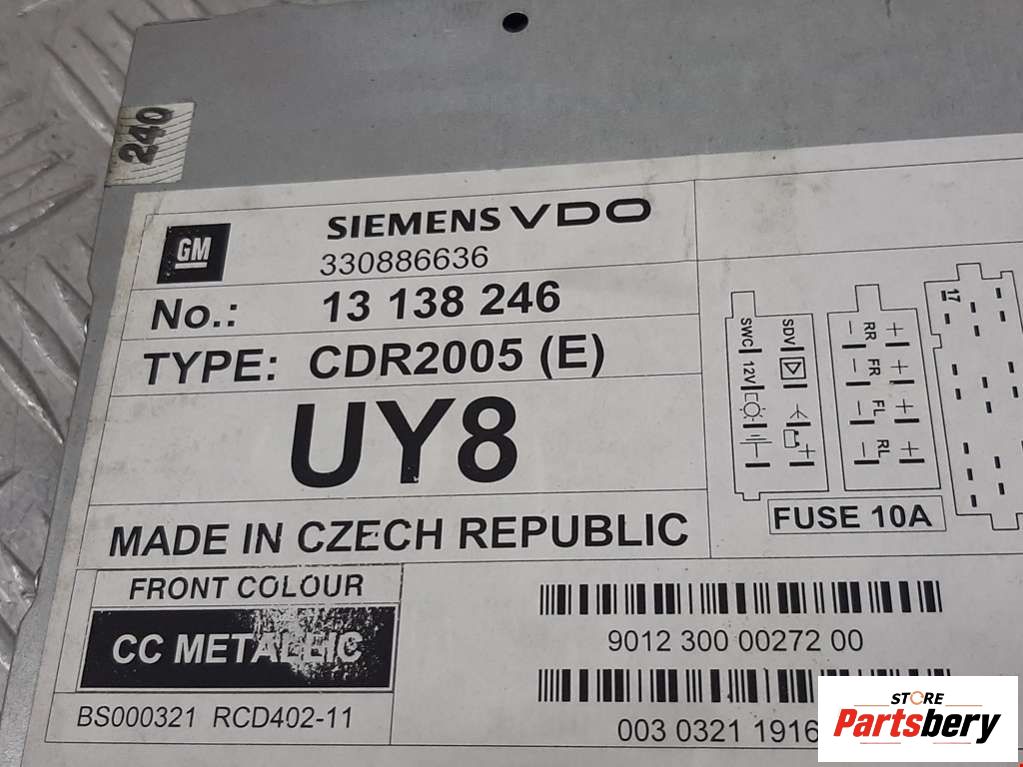 240
GM
SIEMENS VDO
330886636
No.: 13 138 246
TYPE: CDR2005 (E)
UY8
MADE IN CZECH REPUBLIC
FRONT COLOUR
CC METALLIC
BS000321 RCD402-11
SWC 12V
SDV
RR FR FL RL
17
FUSE 10A
9012 300 00272 00
003 0321 1916
STORE
Partsbery